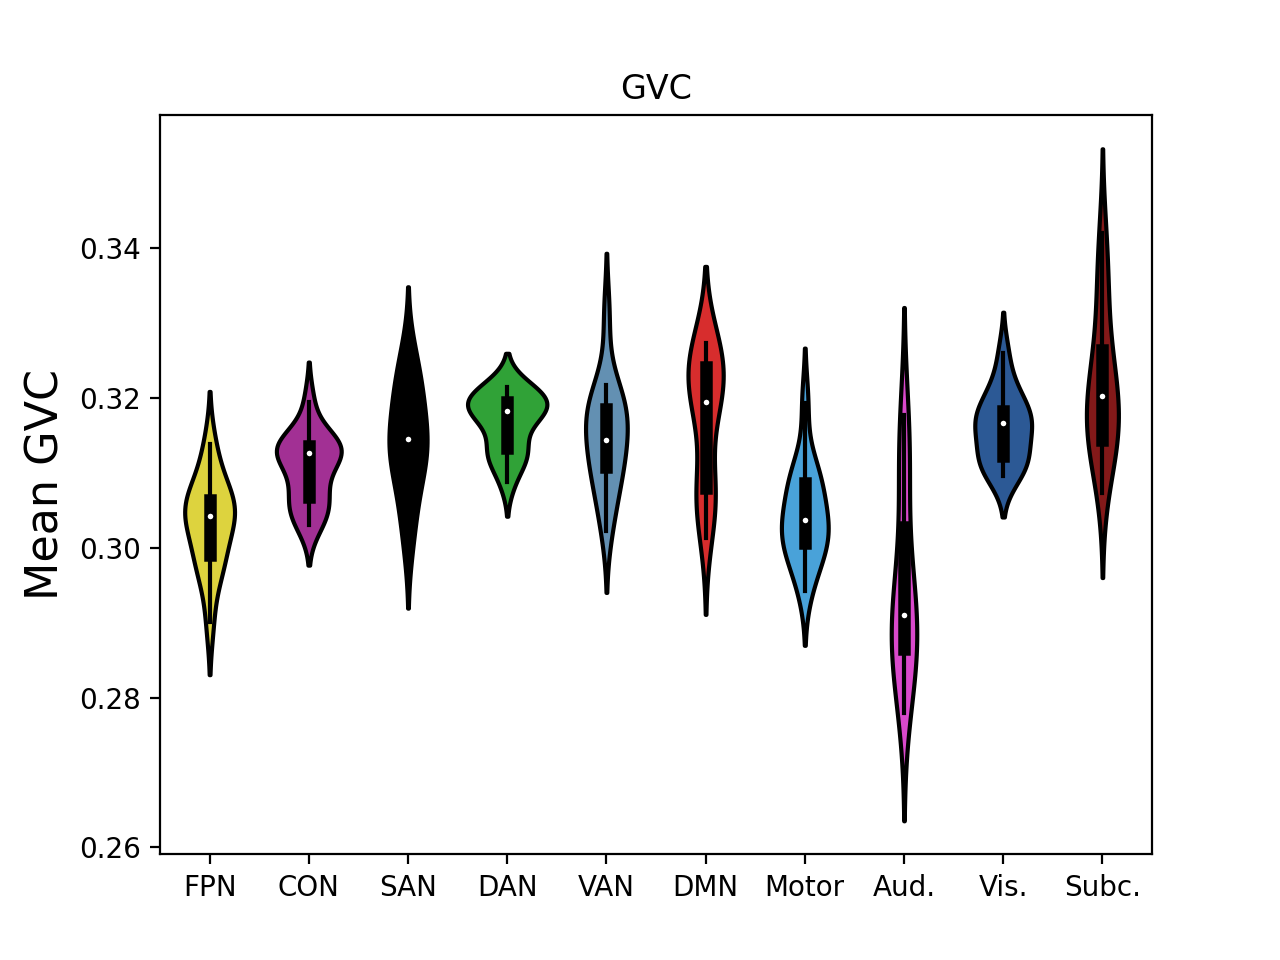 GVC
Mean GVC
0.34
0.32
0.30
0.28
0.26
FPN CON SAN DAN VAN DMN Motor Aud. Vis. Subc.